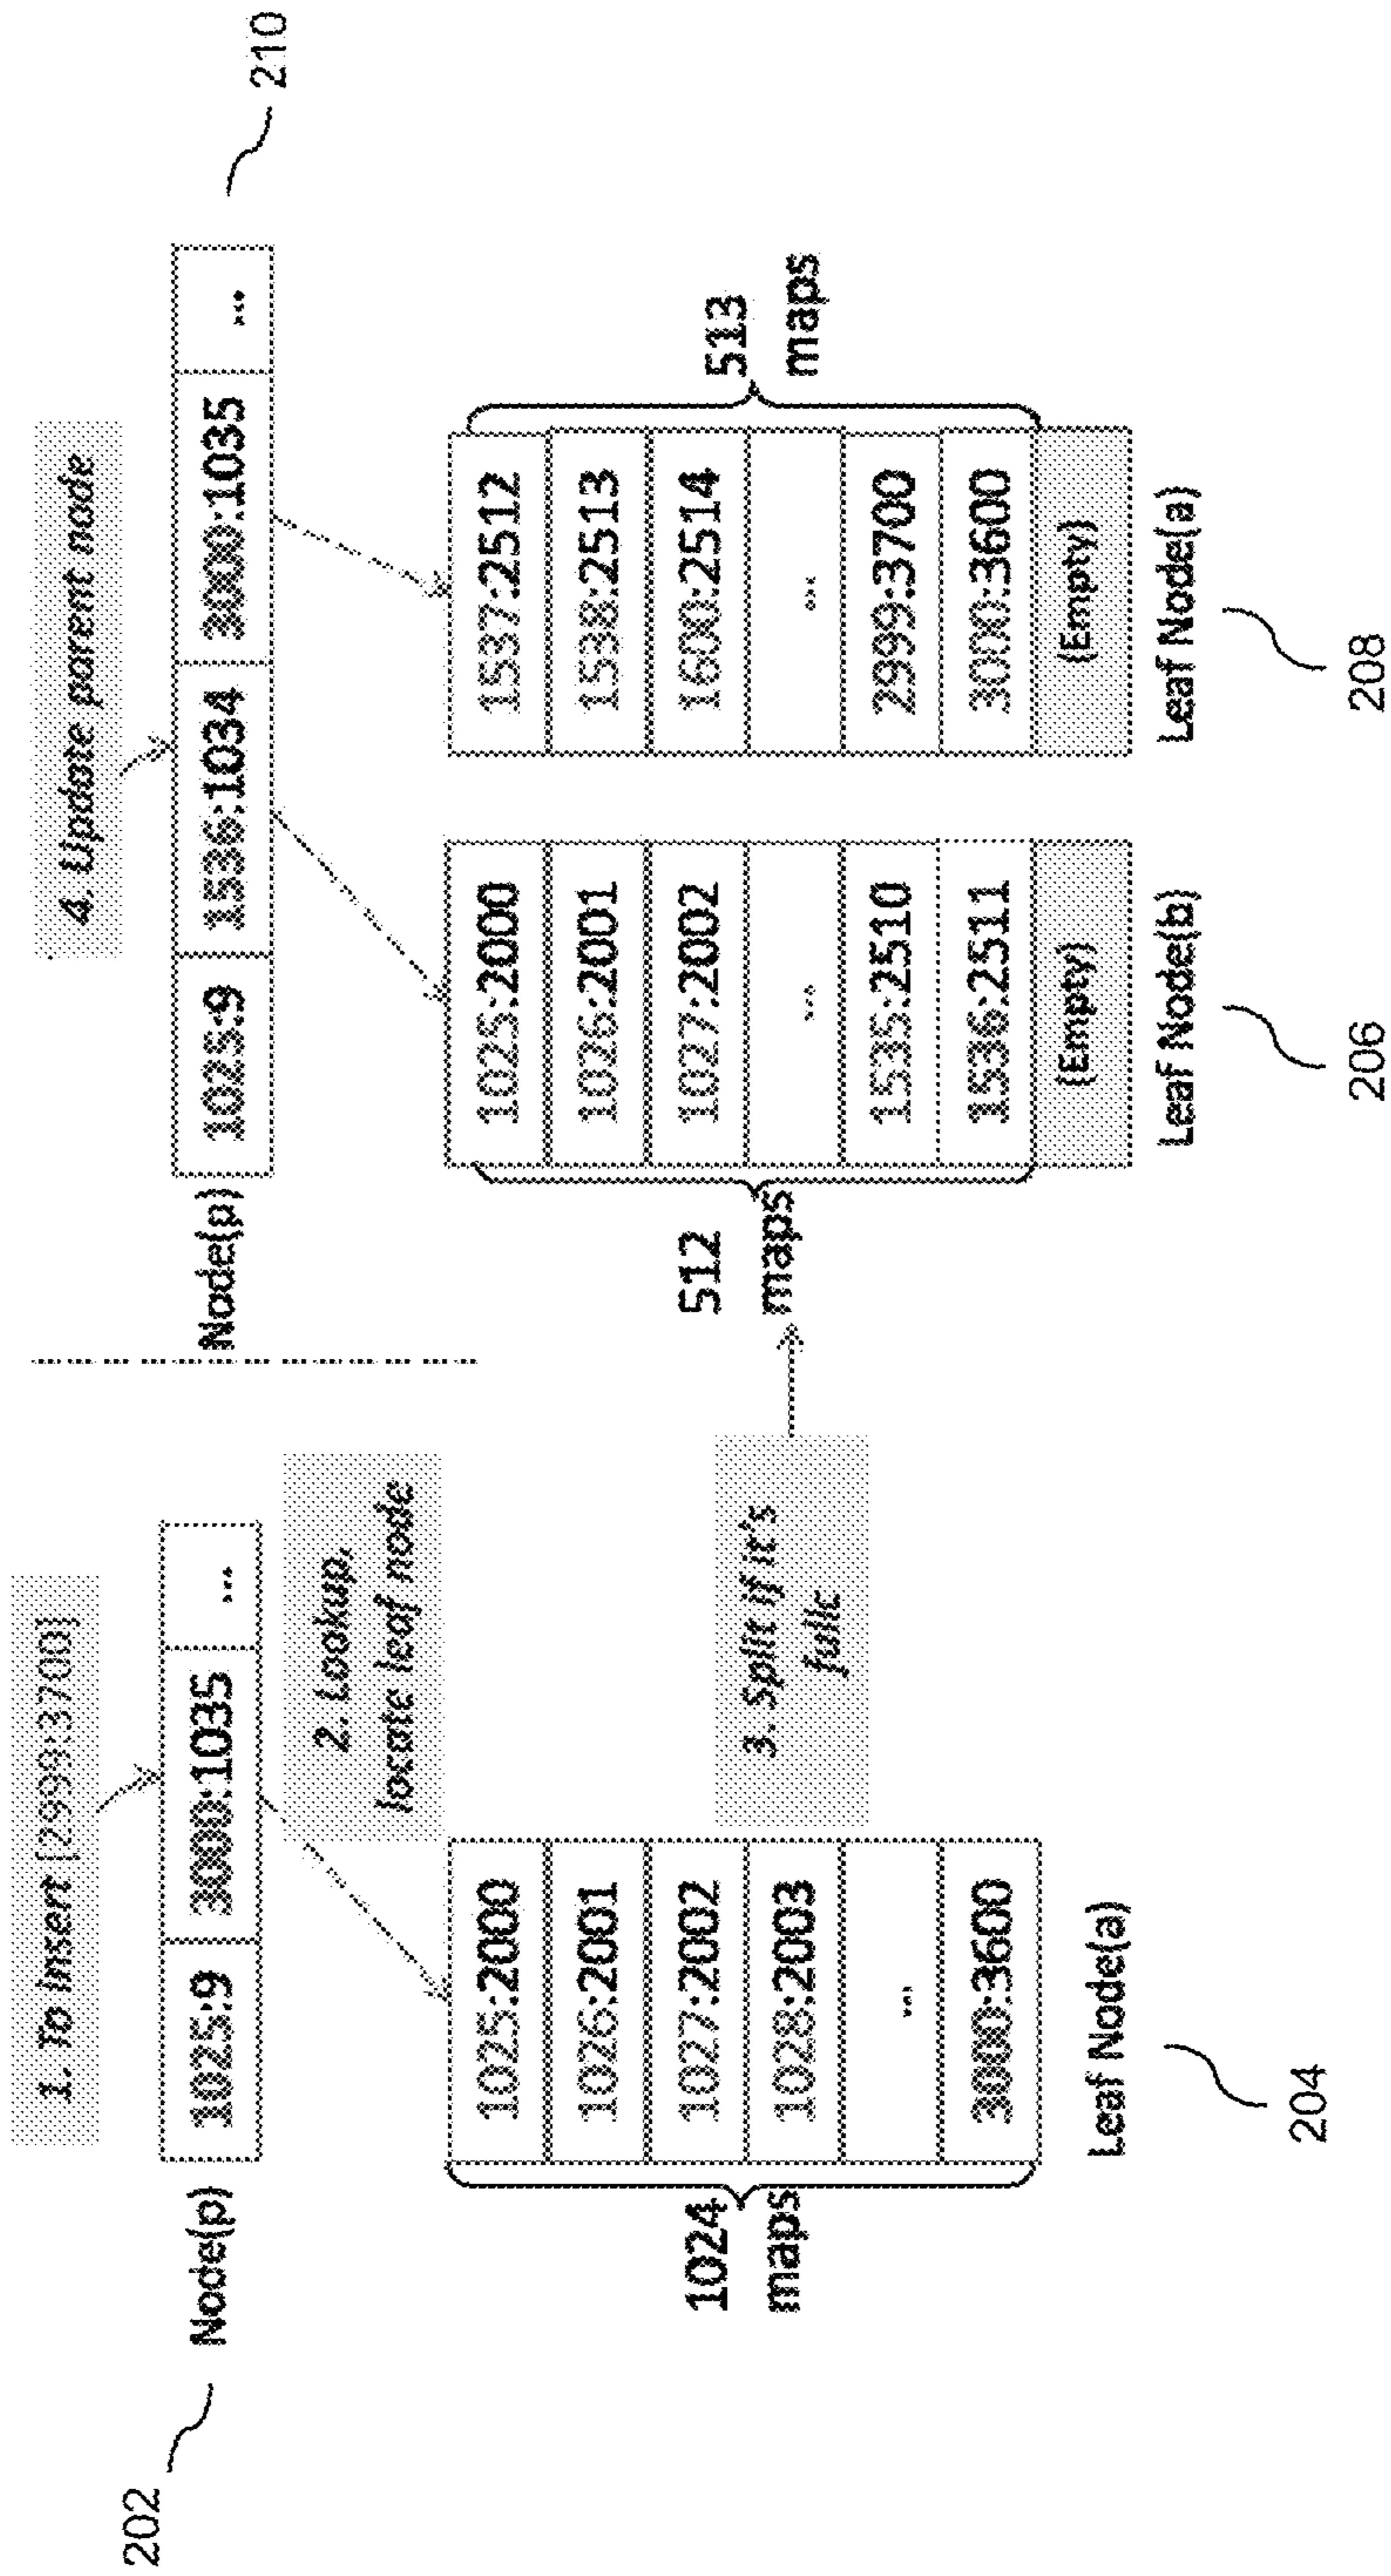 1. To Insert [2999:3700]
202
Node(p)
1025:9
3000:1035
...
2. Lookup,
locate leaf node
1024
maps
1025:2000
1026:2001
1027:2002
1028:2003
...
3000:3600
Leaf Node(a)
204
3. Split if it's
fullc
4. Update parent node
Node(p)
1025:9
1536:1034
3000:1035
...
210
512
maps
1025:2000
1026:2001
1027:2002
...
1535:2510
1536:2511
(Empty)
Leaf Node(b)
206
1537:2512
1538:2513
1600:2514
...
2999:3700
3000:3600
(Empty)
513
maps
Leaf Node(a)
208